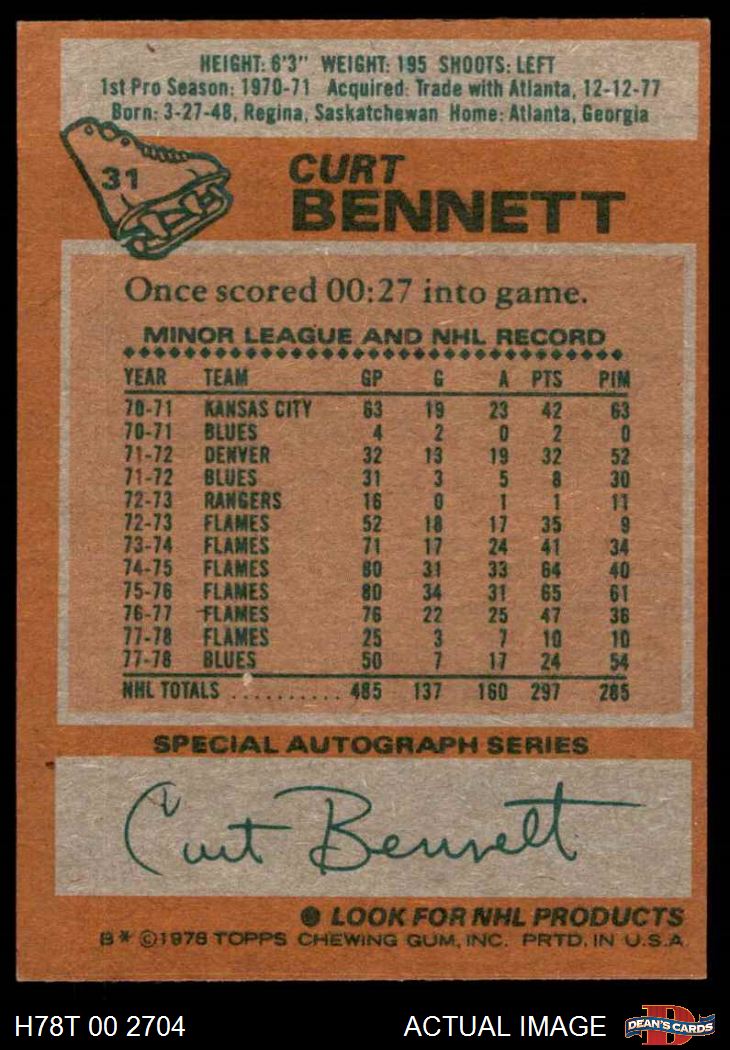 HEIGHT: 6'3" WEIGHT: 195 SHOOTS: LEFT
1st Pro Season: 1970-71 Acquired: Trade with Atlanta, 12-12-77
Born: 3-27-48, Regina, Saskatchewan Home: Atlanta, Georgia
31
CURT
BENNETT
Once scored 00:27 into game.
MINOR LEAGUE AND NHL RECORD
YEAR TEAM GP G A PTS PIM
70-71 KANSAS CITY 63 19 23 42 63
70-71 BLUES 4 2 0 2 0
71-72 DENVER 32 13 19 32 52
71-72 BLUES 31 3 5 8 30
72-73 RANGERS 16 0 1 1 11
72-73 FLAMES 52 18 17 35 9
73-74 FLAMES 71 17 24 41 34
74-75 FLAMES 80 31 33 64 40
75-76 FLAMES 80 34 31 65 61
76-77 FLAMES 76 22 25 47 36
77-78 FLAMES 25 3 7 10 10
77-78 BLUES 50 7 17 24 54
NHL TOTALS .......... 485 137 160 297 285
SPECIAL AUTOGRAPH SERIES
Curt Bennett
● LOOK FOR NHL PRODUCTS
B* ©1978 TOPPS CHEWING GUM, INC. PRTD. IN U.S.A.
H78T 00 2704 ACTUAL IMAGE D DEAN'S CARDS